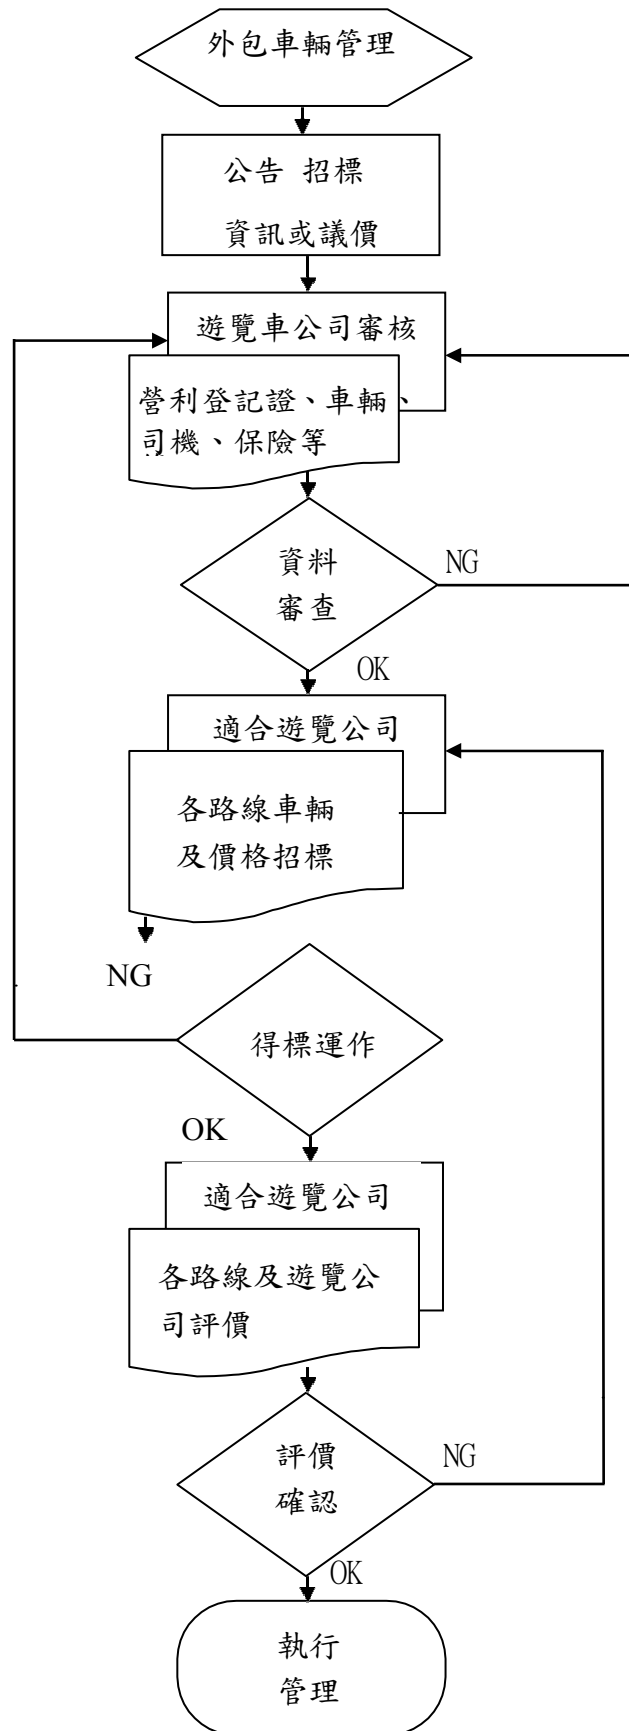 外包車輛管理
公告 招標
資訊或議價
遊覽車公司審核
營利登記證、車輛、
司機、保險等
資料
審查
NG
OK
適合遊覽公司
各路線車輛
及價格招標
NG
得標運作
OK
適合遊覽公司
各路線及遊覽公
司評價
評價
確認
NG
OK
執行
管理